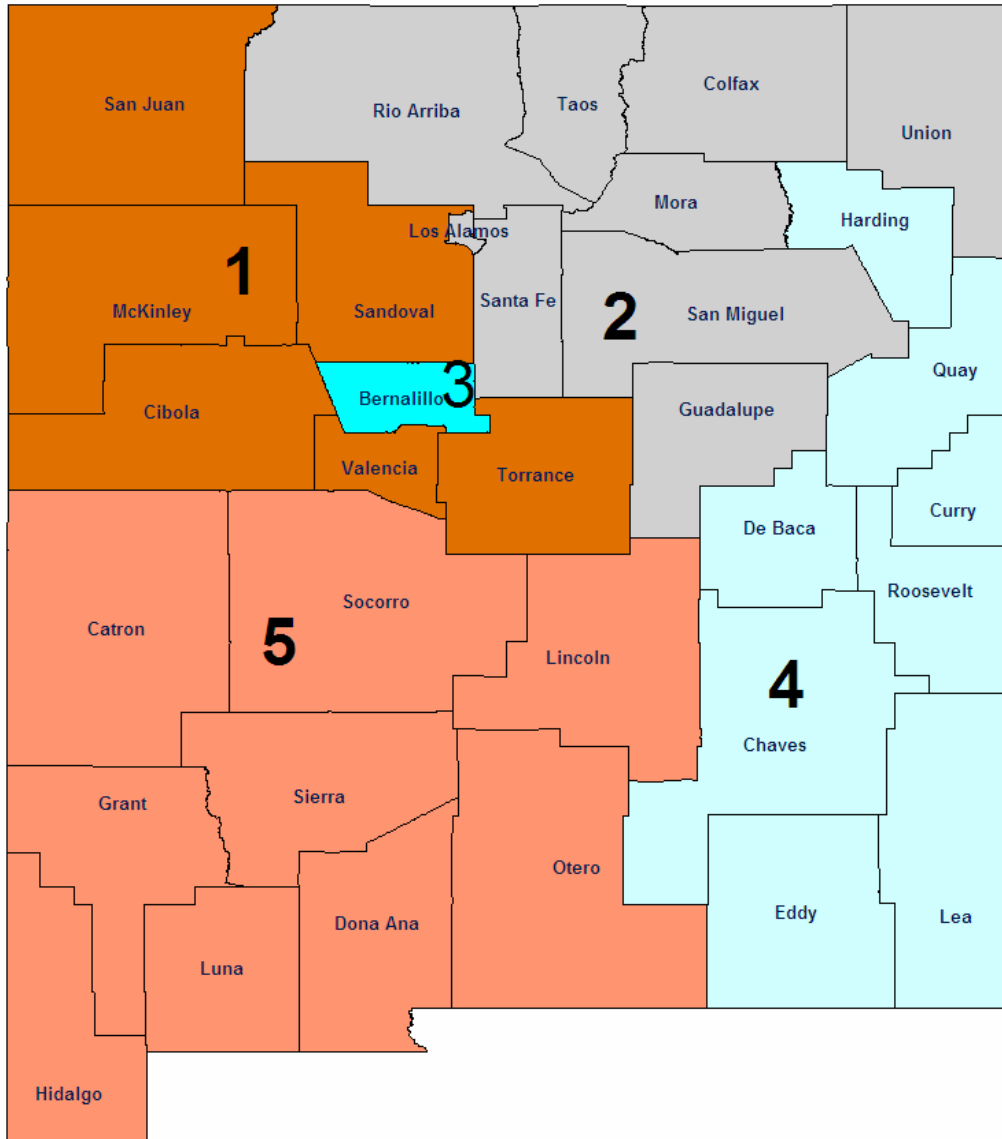 Colfax
San Juan
Rio Arriba
Taos
Union
Mora
Harding
Los Alamos
1
Santa Fe
2
McKinley
Sandoval
San Miguel
Quay
3
Bernalillo
Cibola
Guadalupe
Valencia
Torrance
Curry
De Baca
Roosevelt
Socorro
Catron
5
Lincoln
4
Chaves
Grant
Sierra
Otero
Eddy
Lea
Dona Ana
Luna
Hidalgo